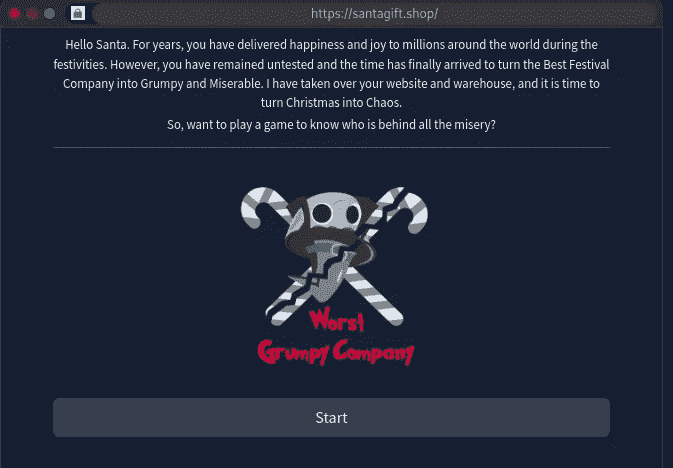 https://santagift.shop/
Hello Santa. For years, you have delivered happiness and joy to millions around the world during the
festivities. However, you have remained untested and the time has finally arrived to turn the Best Festival
Company into Grumpy and Miserable. I have taken over your website and warehouse, and it is time to
turn Christmas into Chaos.
So, want to play a game to know who is behind all the misery?
Worst
Grumpy Company
Start